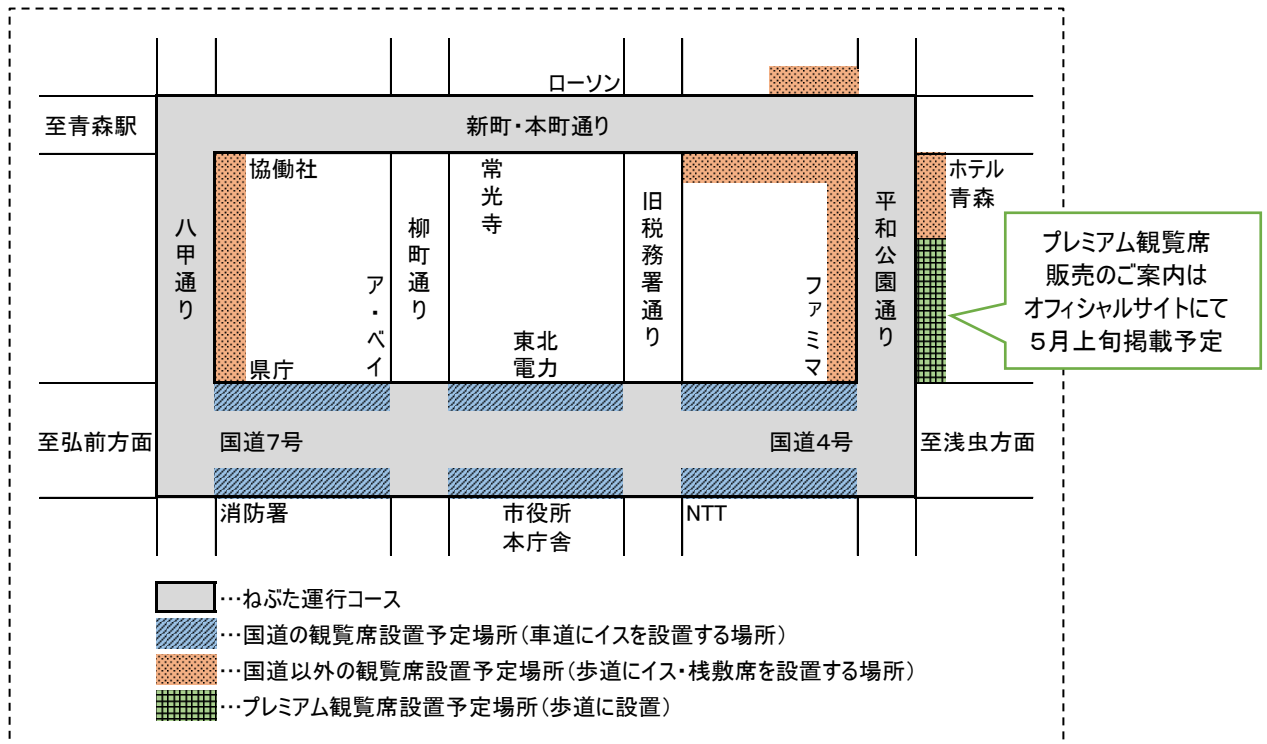 ローソン
至青森駅
新町・本町通り
協働社
常光寺
ホテル
青森
八甲通り
柳町通り
旧税務署通り
平和公園通り
ア・ベイ
ファミマ
プレミアム観覧席
販売のご案内は
オフィシャルサイトにて
5月上旬掲載予定
東北
電力
県庁
至弘前方面
国道7号
国道4号
至浅虫方面
消防署
市役所
本庁舎
NTT
…ねぶた運行コース
…国道の観覧席設置予定場所(車道にイスを設置する場所)
…国道以外の観覧席設置予定場所(歩道にイス・桟敷席を設置する場所)
…プレミアム観覧席設置予定場所(歩道に設置)